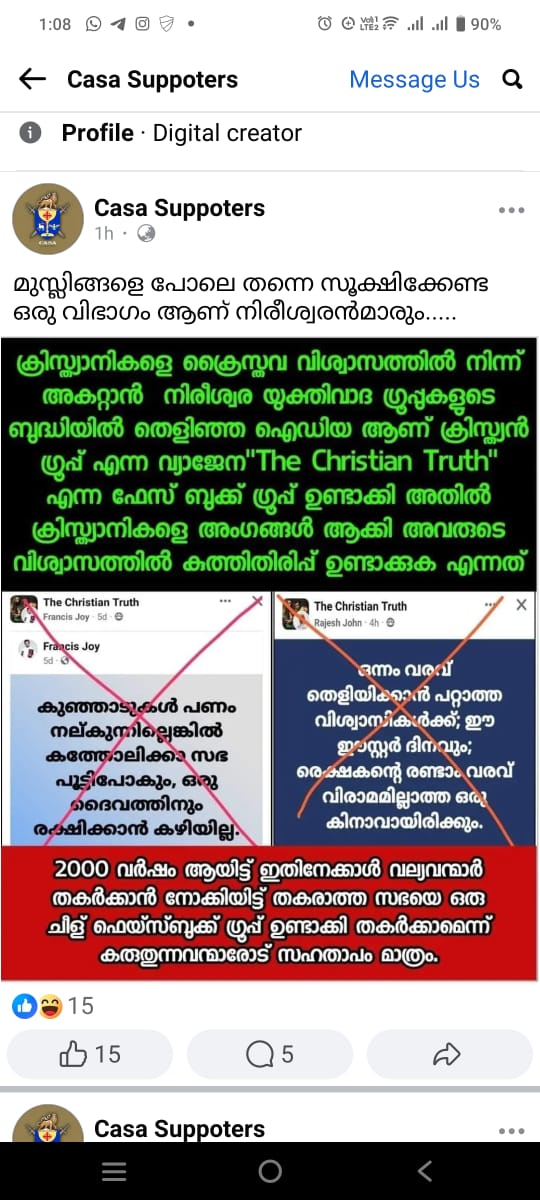 1:08
Vo1) LTE2
90%
Casa Suppoters
Message Us
Profile · Digital creator
Casa Suppoters
CASA
1h ·
മുസ്ലിങ്ങളെ പോലെ തന്നെ സൂക്ഷിക്കേണ്ട
ഒരു വിഭാഗം ആണ് നിരീശ്വരൻമാരും.....
ക്രിസ്ത്യാനികളെ ക്രൈസ്തവ വിശ്വാസത്തിൽ നിന്ന്
അകറ്റാൻ നിരീശ്വര യുക്തിവാദ ഗ്രൂപ്പുകളുടെ
ബുദ്ധിയിൽ തെളിഞ്ഞ ഐഡിയ ആണ് ക്രിസ്ത്യൻ
ഗ്രൂപ് എന്ന വ്യാജേന"The Christian Truth"
എന്ന ഫേസ് ബുക്ക് ഗ്രൂപ് ഉണ്ടാക്കി അതിൽ
ക്രിസ്ത്യാനികളെ അംഗങ്ങൾ ആക്കി അവരുടെ
വിശ്വാസത്തിൽ കുത്തിതിരിപ്പ് ഉണ്ടാക്കുക എന്നത്
The Christian Truth
Francis Joy · 5d ·
Francis Joy
5d ·
കുഞ്ഞാടുകൾ പണം
നല്കുന്നില്ലെങ്കിൽ
കത്തോലിക്കാ സഭ
പൂട്ടിപോകും, ഒരു
ദൈവത്തിനും
രക്ഷിക്കാൻ കഴിയില്ല.
The Christian Truth
Rajesh John · 4h ·
ഒന്നം വരവ്
തെളിയിക്കാൻ പറ്റാത്ത
വിശ്വാസികൾക്ക്; ഈ
ഈസ്റ്റർ ദിനവും;
രെക്ഷകന്റെ രണ്ടാം വരവ്
വിരാമമില്ലാത്ത ഒരു
കിനാവായിരിക്കും.
2000 വർഷം ആയിട്ട് ഇതിനേക്കാൾ വല്യവന്മാർ
തകർക്കാൻ നോക്കിയിട്ട് തകരാത്ത സഭയെ ഒരു
ചീള് ഫെയ്സ്ബുക്ക് ഗ്രൂപ് ഉണ്ടാക്കി തകർക്കാമെന്ന്
കരുതുന്നവന്മാരോട് സഹതാപം മാത്രം.
15
15
5
Casa Suppoters